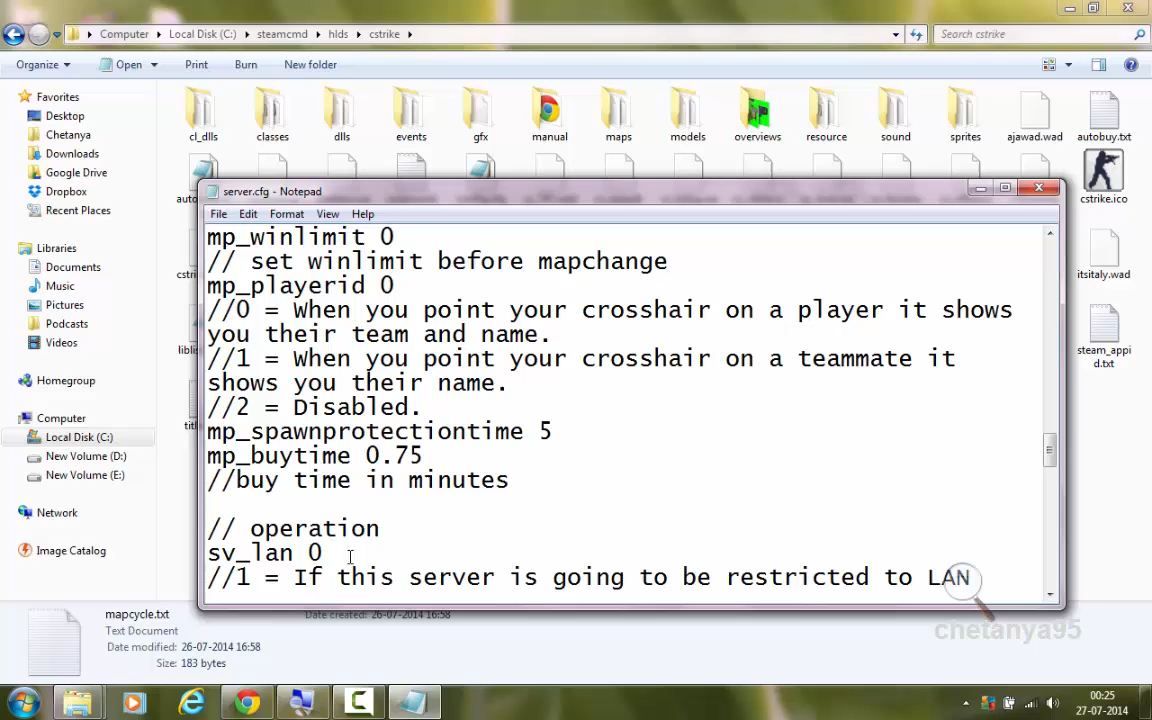 Computer
Local Disk (C:)
steamcmd
hlds
cstrike
Search cstrike
Organize
Open
Print
Burn
New folder
Favorites
Desktop
Chetanya
Downloads
Google Drive
Dropbox
Recent Places
Libraries
Documents
Music
Pictures
Podcasts
Videos
Homegroup
Computer
Local Disk (C:)
New Volume (D:)
New Volume (E:)
Network
Image Catalog
cl_dlls
classes
dlls
events
gfx
manual
maps
models
overviews
resource
sound
sprites
ajawad.wad
autobuy.txt
cstrike.ico
itsitaly.wad
steam_appi
d.txt
server.cfg - Notepad
File
Edit
Format
View
Help
mp_winlimit 0
// set winlimit before mapchange
mp_playerid 0
//0 = When you point your crosshair on a player it shows
you their team and name.
//1 = When you point your crosshair on a teammate it
shows you their name.
//2 = Disabled.
mp_spawnprotectiontime 5
mp_buytime 0.75
//buy time in minutes
// operation
sv_lan 0
//1 = If this server is going to be restricted to LAN
chetanya95
mapcycle.txt
Text Document
Date modified: 26-07-2014 16:58
Size: 183 bytes
Date created: 26-07-2014 16:58
00:25
27-07-2014